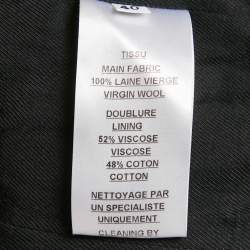 40
TISSU
MAIN FABRIC
100% LAINE VIERGE
VIRGIN WOOL
DOUBLURE
LINING
52% VISCOSE
VISCOSE
48% COTON
COTTON
NETTOYAGE PAR
UN SPECIALISTE
UNIQUEMENT
CLEANING BY